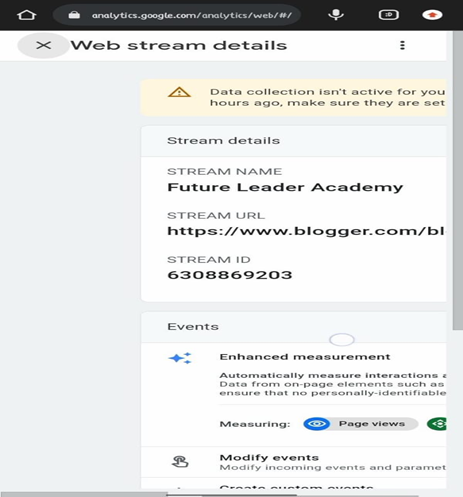 analytics.google.com/analytics/web/#/
:D
Web stream details
Data collection isn't active for you
hours ago, make sure they are set
Stream details
STREAM NAME
Future Leader Academy
STREAM URL
https://www.blogger.com/bl
STREAM ID
6308869203
Events
Enhanced measurement
Automatically measure interactions a
Data from on-page elements such as
ensure that no personally-identifiable
Measuring: Page views
Modify events
Modify incoming events and paramet
Create custom events